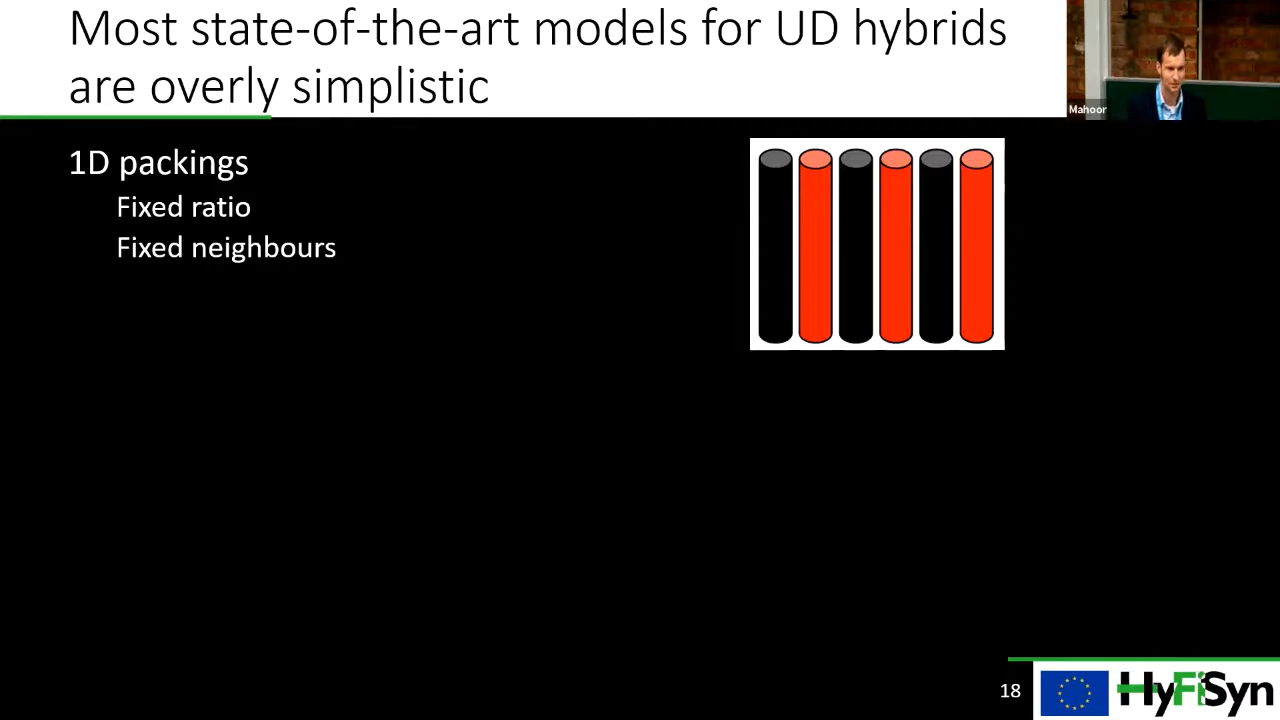 Most state-of-the-art models for UD hybrids
are overly simplistic
Mahoor
1D packings
Fixed ratio
Fixed neighbours
18
HyFiSyn